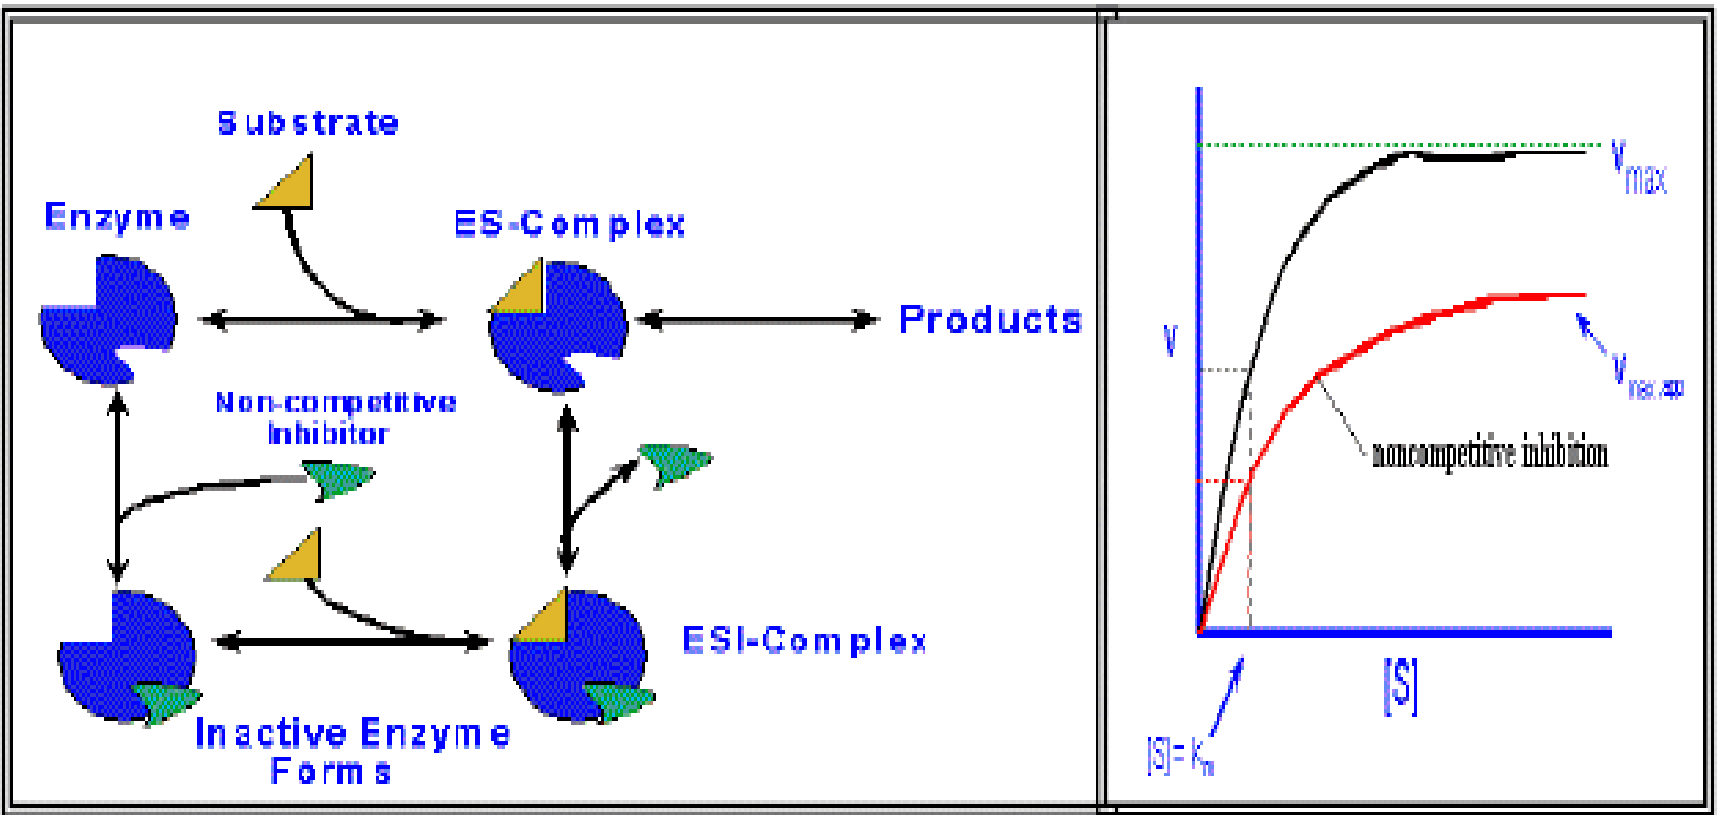 Substrate
Enzyme
ES-Complex
Products
Non-competitive
Inhibitor
ESI-Complex
Inactive Enzyme
Forms
Vmax
V
Vmax,app
noncompetitive inhibition
[S]
[S] = Km